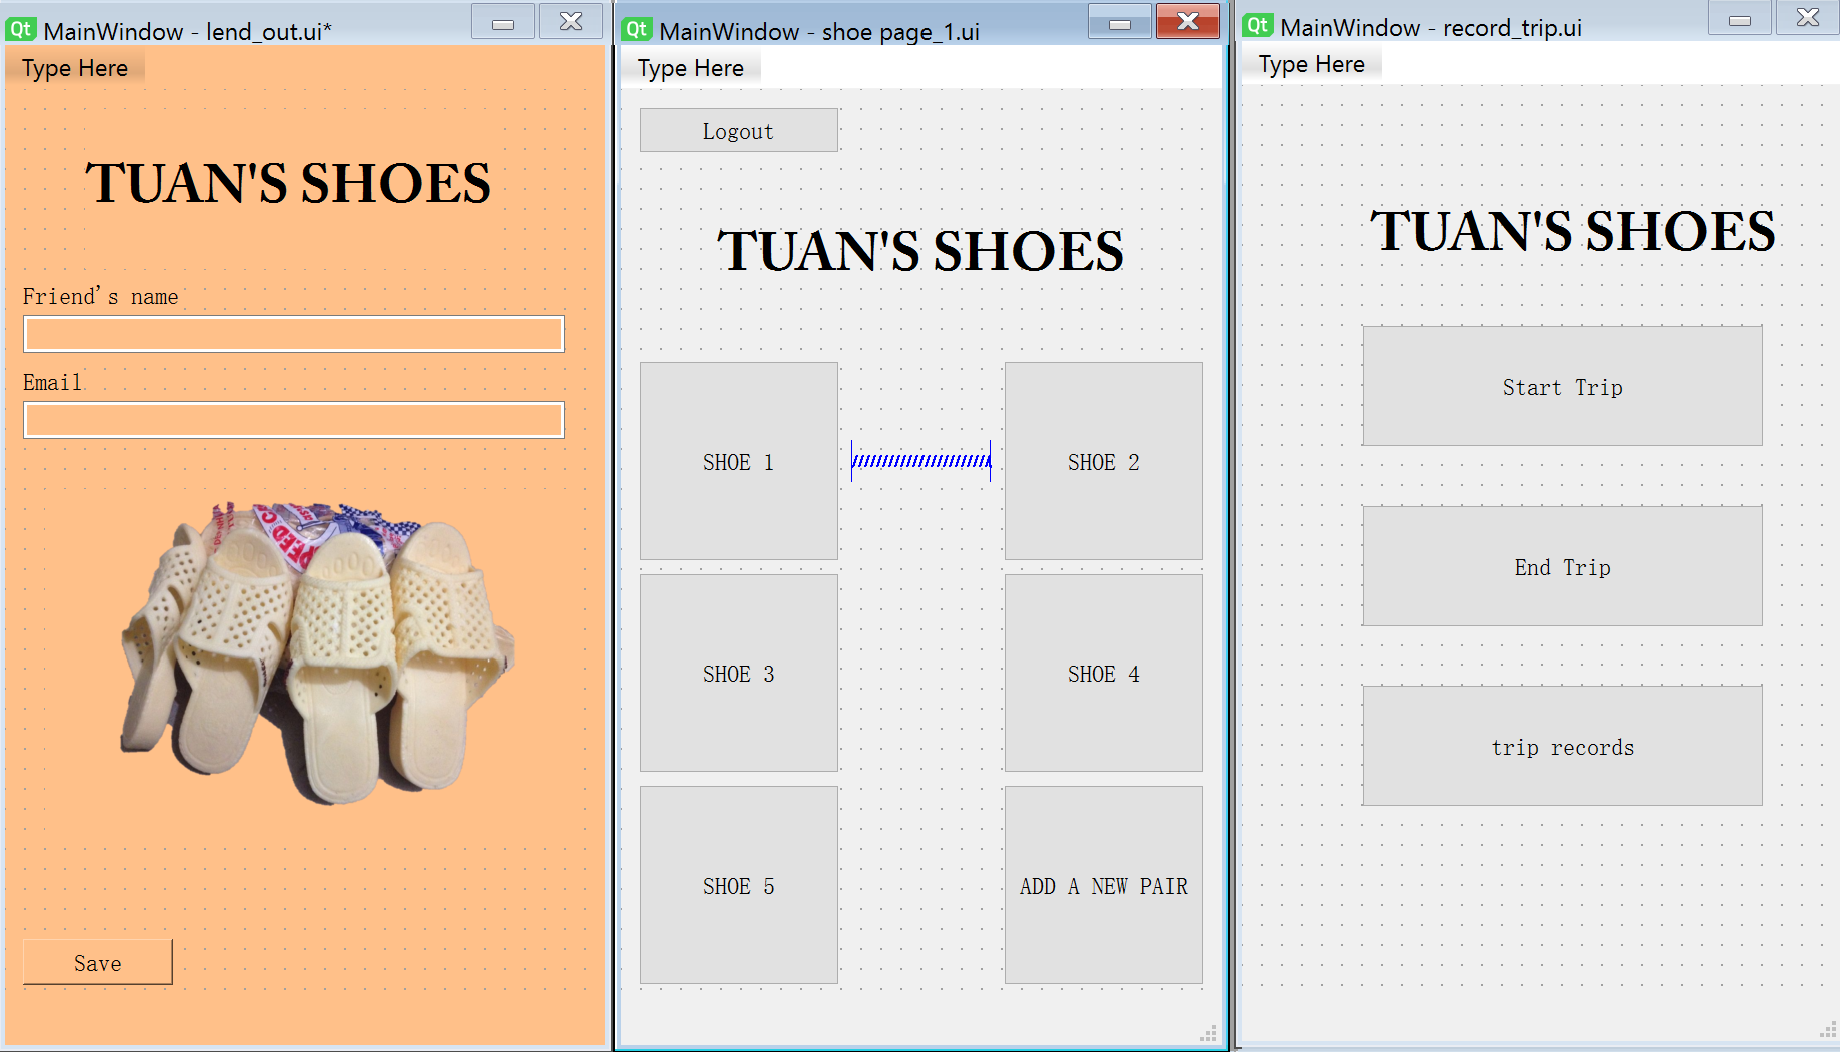 Qt MainWindow - lend_out.ui*
Type Here
TUAN'S SHOES
Friend's name
Email
SPEED
Save
Qt MainWindow - shoe page_1.ui
Type Here
Logout
TUAN'S SHOES
SHOE 1
SHOE 2
SHOE 3
SHOE 4
SHOE 5
ADD A NEW PAIR
Qt MainWindow - record_trip.ui
Type Here
TUAN'S SHOES
Start Trip
End Trip
trip records